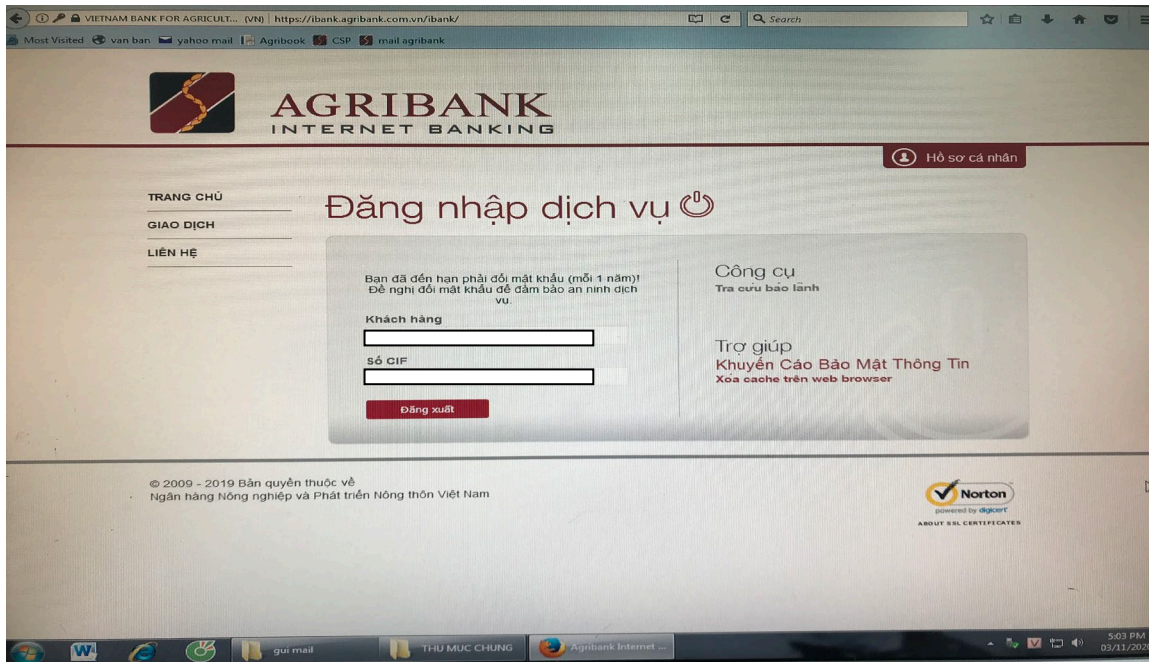 VIETNAM BANK FOR AGRICULT... (VN) | https://ibank.agribank.com.vn/ibank/
Search
Most Visited van ban yahoo mail Agribook CSP mail agribank
AGRIBANK
INTERNET BANKING
Hồ sơ cá nhân
TRANG CHỦ
GIAO DỊCH
LIÊN HỆ
Đăng nhập dịch vụ
Bạn đã đến hạn phải đổi mật khẩu (mỗi 1 năm)!
Đề nghị đổi mật khẩu để đảm bảo an ninh dịch
vụ.
Khách hàng
Số CIF
Đăng xuất
Công cụ
Tra cứu bảo lãnh
Trợ giúp
Khuyến Cáo Bảo Mật Thông Tin
Xóa cache trên web browser
© 2009 - 2019 Bản quyền thuộc về
Ngân hàng Nông nghiệp và Phát triển Nông thôn Việt Nam
Norton
powered by digicert
ABOUT SSL CERTIFICATES
gui mail
THU MUC CHUNG
Agribank Internet ...
5:03 PM
03/11/2020